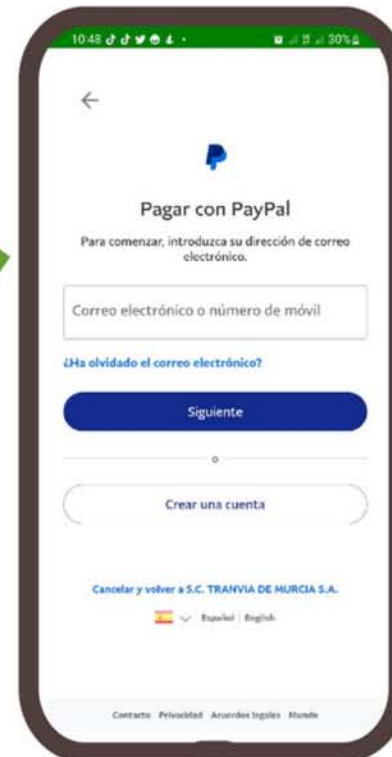 10:48
30%
Pagar con PayPal
Para comenzar, introduzca su dirección de correo
electrónico.
Correo electrónico o número de móvil
¿Ha olvidado el correo electrónico?
Siguiente
o
Crear una cuenta
Cancelar y volver a S.C. TRANVIA DE MURCIA S.A.
Español | English
Contacto Privacidad Acuerdos legales Mundo